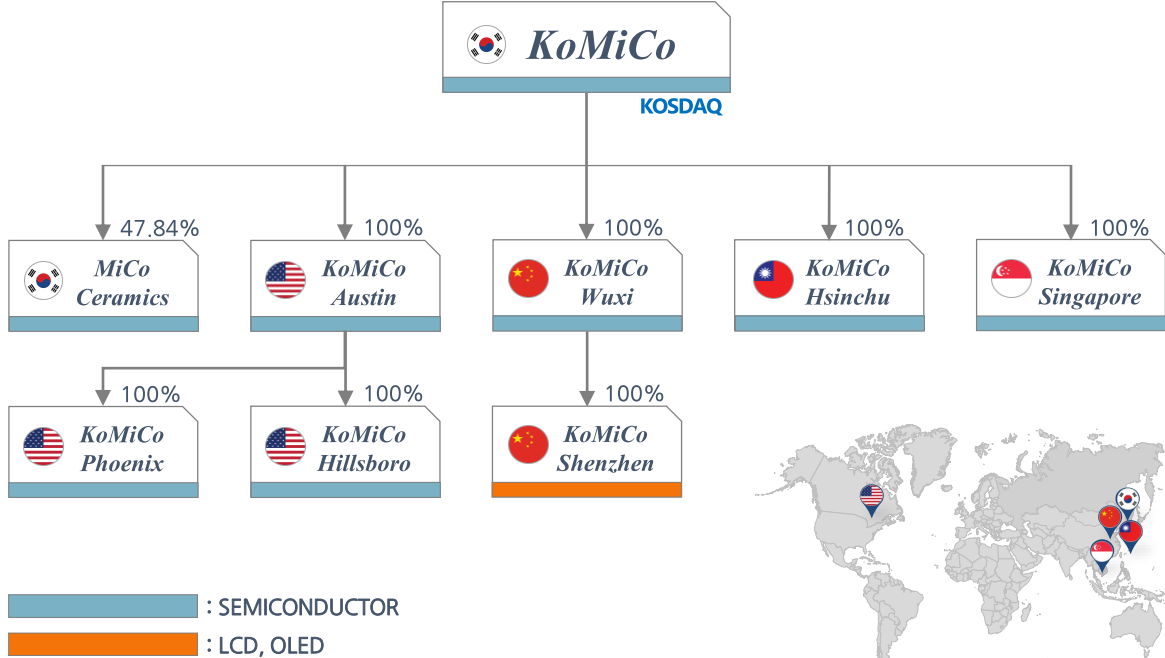 KoMiCo
KOSDAQ
47.84%
MiCo
Ceramics
100%
KoMiCo
Austin
100%
KoMiCo
Wuxi
100%
KoMiCo
Hsinchu
100%
KoMiCo
Singapore
100%
KoMiCo
Phoenix
100%
KoMiCo
Hillsboro
100%
KoMiCo
Shenzhen
: SEMICONDUCTOR
: LCD, OLED